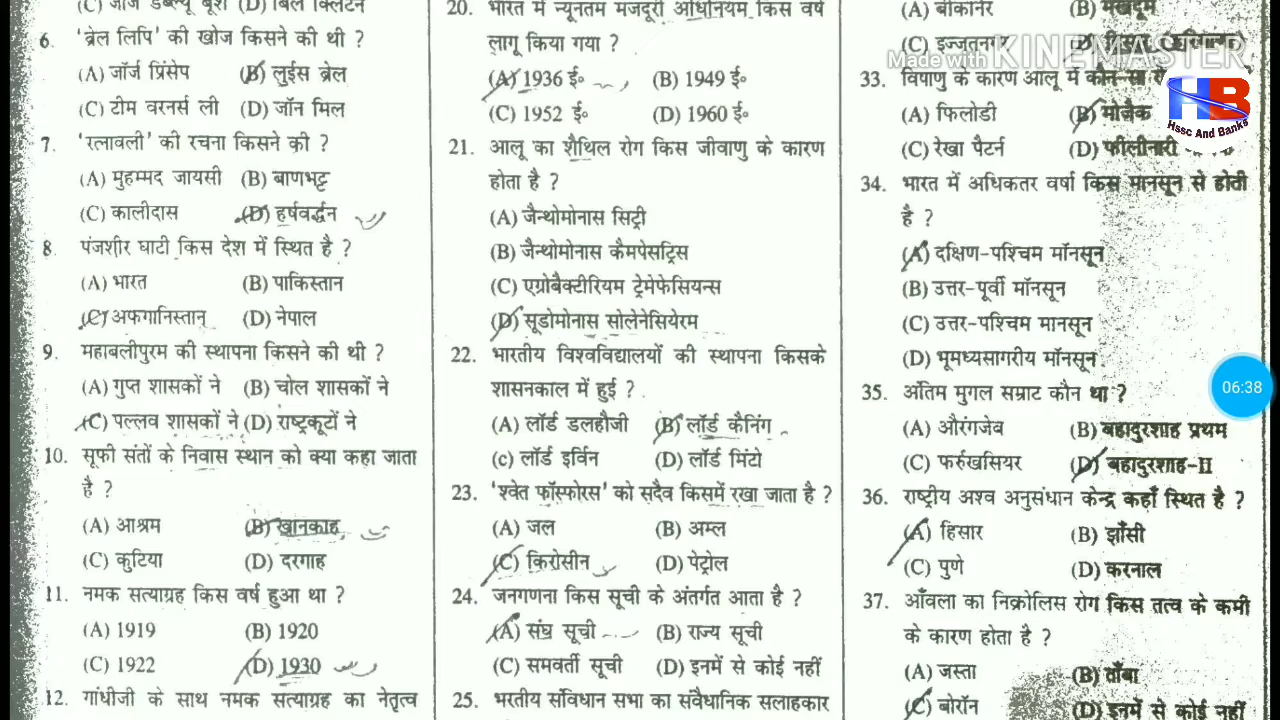 (C) जॉर्ज डब्ल्यू बूश (D) बिल क्लिंटन
6. 'ब्रेल लिपि' की खोज किसने की थी ?
(A) जॉर्ज प्रिंसेप (B) लुईस ब्रेल
(C) टीम वरनर्स ली (D) जॉन मिल
7. 'रत्नावली' की रचना किसने की ?
(A) मुहम्मद जायसी (B) बाणभट्ट
(C) कालीदास (D) हर्षवर्द्धन
8. पंजशीर घाटी किस देश में स्थित है ?
(A) भारत (B) पाकिस्तान
(C) अफगानिस्तान (D) नेपाल
9. महाबलीपुरम की स्थापना किसने की थी ?
(A) गुप्त शासकों ने (B) चोल शासकों ने
(C) पल्लव शासकों ने (D) राष्ट्रकूटों ने
10. सूफी संतों के निवास स्थान को क्या कहा जाता
है ?
(A) आश्रम (B) खानकाह
(C) कुटिया (D) दरगाह
11. नमक सत्याग्रह किस वर्ष हुआ था ?
(A) 1919 (B) 1920
(C) 1922 (D) 1930
12. गांधीजी के साथ नमक सत्याग्रह का नेतृत्व
20. भारत में न्यूनतम मजदूरी अधिनियम किस वर्ष
लागू किया गया ?
(A) 1936 ई॰ (B) 1949 ई॰
(C) 1952 ई॰ (D) 1960 ई॰
21. आलू का शैथिल रोग किस जीवाणु के कारण
होता है ?
(A) जैन्थोमोनास सिट्री
(B) जैन्थोमोनास कैमपेसट्रिस
(C) एग्रोबैक्टीरियम ट्रेमेफेसियन्स
(D) सूडोमोनास सोलेनेसियेरम
22. भारतीय विश्वविद्यालयों की स्थापना किसके
शासनकाल में हुई ?
(A) लॉर्ड डलहौजी (B) लॉर्ड कैनिंग
(c) लॉर्ड इर्विन (D) लॉर्ड मिंटो
23. 'श्वेत फॉस्फोरस' को सदैव किसमें रखा जाता है ?
(A) जल (B) अम्ल
(C) किरोसीन (D) पेट्रोल
24. जनगणना किस सूची के अंतर्गत आता है ?
(A) संघ सूची (B) राज्य सूची
(C) समवर्ती सूची (D) इनमें से कोई नहीं
25. भरतीय संविधान सभा का संवैधानिक सलाहकार
(A) बीकानेर (B) मखदूम
(C) इज्जतनगर (D)
Made with KINEMASTER
33. विषाणु के कारण आलू में कौन-सा
(A) फिलोडी (B) मोजैक
(C) रेखा पैटर्न (D)
HB
Hssc And Banks
34. भारत में अधिकतर वर्षा किस मानसून से होती
है ?
(A) दक्षिण-पश्चिम मॉनसून
(B) उत्तर-पूर्वी मॉनसून
(C) उत्तर-पश्चिम मानसून
(D) भूमध्यसागरीय मॉनसून
35. अंतिम मुगल सम्राट कौन था ?
(A) औरंगजेब (B) बहादुरशाह प्रथम
(C) फर्रुखसियर (D) बहादुरशाह-II
06:38
36. राष्ट्रीय अश्व अनुसंधान केन्द्र कहाँ स्थित है ?
(A) हिसार (B) झाँसी
(C) पुणे (D) करनाल
37. आँवला का निक्रोलिस रोग किस तत्व के कमी
के कारण होता है ?
(A) जस्ता (B) ताँबा
(C) बोरॉन (D) इनमें से कोई नहीं